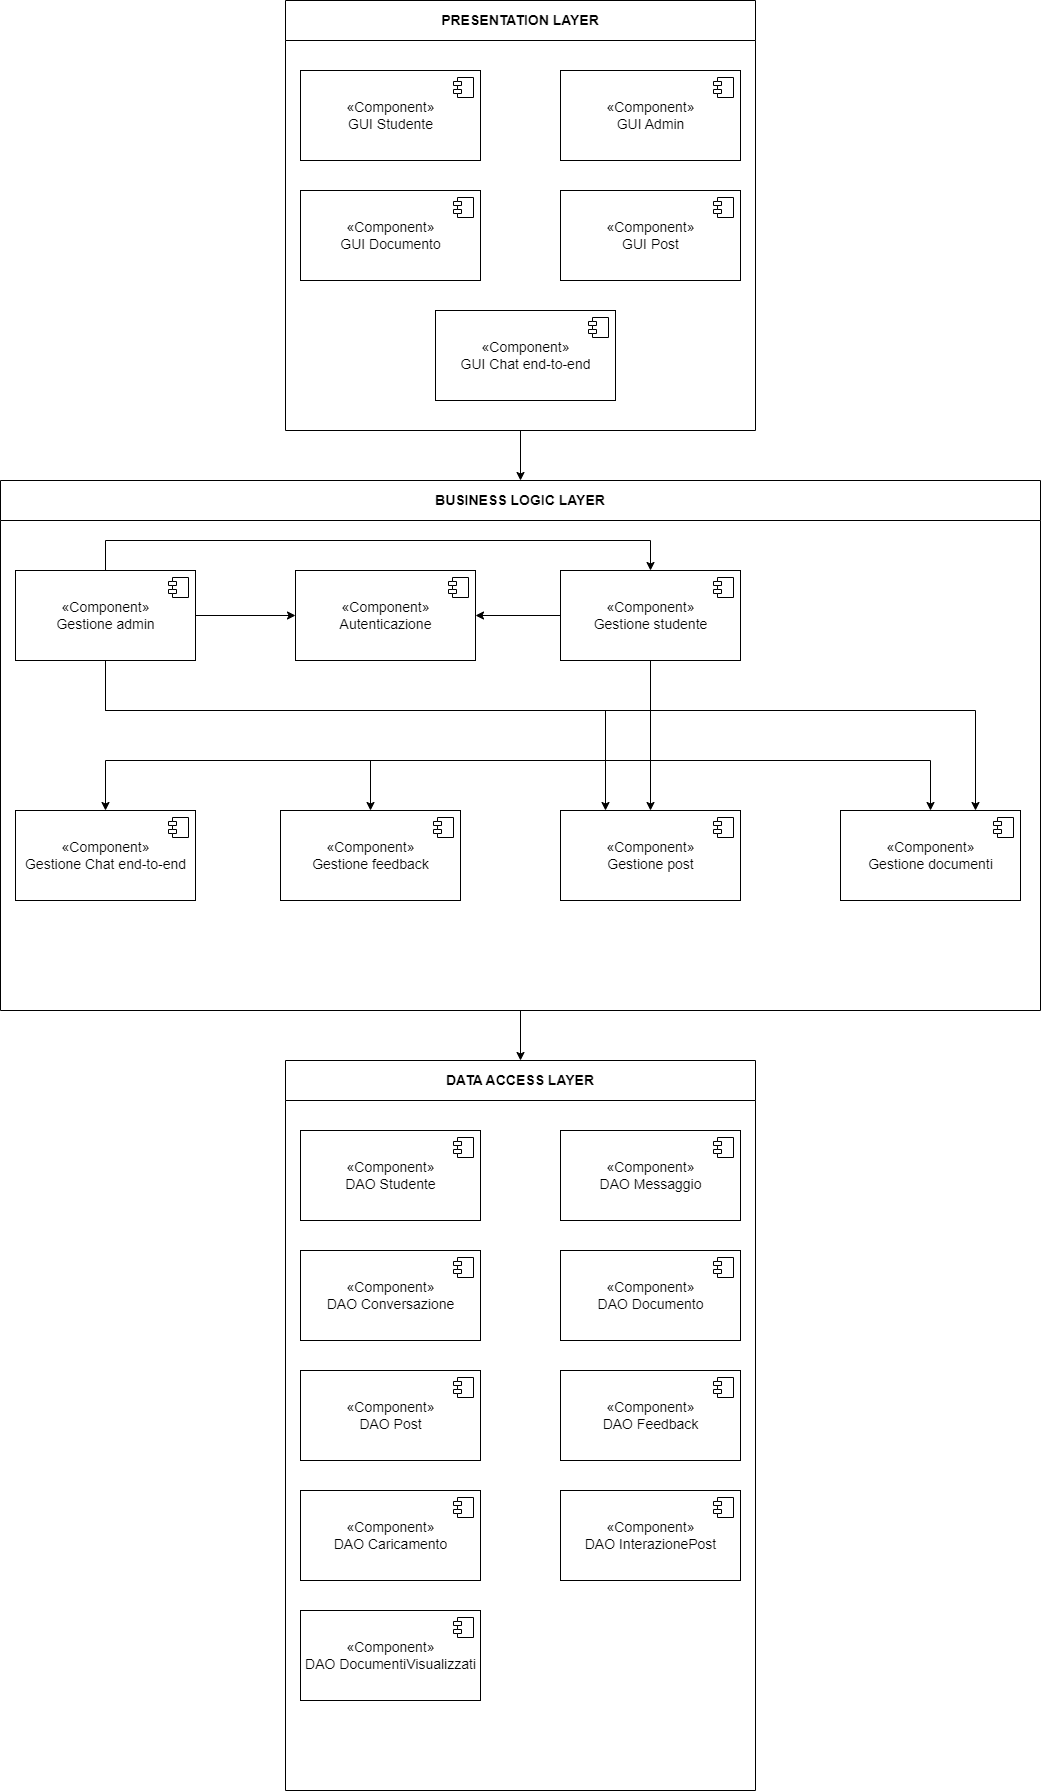 PRESENTATION LAYER
«Component»
GUI Studente
«Component»
GUI Admin
«Component»
GUI Documento
«Component»
GUI Post
«Component»
GUI Chat end-to-end
BUSINESS LOGIC LAYER
«Component»
Gestione admin
«Component»
Autenticazione
«Component»
Gestione studente
«Component»
Gestione Chat end-to-end
«Component»
Gestione feedback
«Component»
Gestione post
«Component»
Gestione documenti
DATA ACCESS LAYER
«Component»
DAO Studente
«Component»
DAO Messaggio
«Component»
DAO Conversazione
«Component»
DAO Documento
«Component»
DAO Post
«Component»
DAO Feedback
«Component»
DAO Caricamento
«Component»
DAO InterazionePost
«Component»
DAO DocumentiVisualizzati